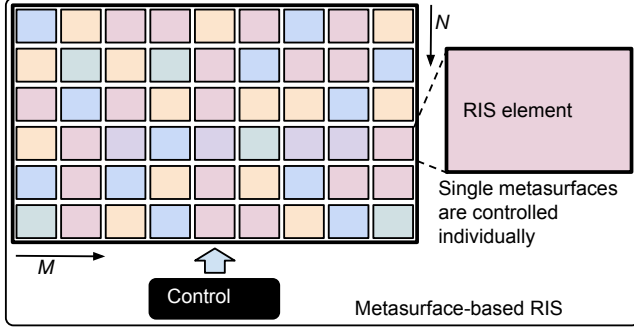 N
RIS element
Single metasurfaces
are controlled
individually
M
Control
Metasurface-based RIS